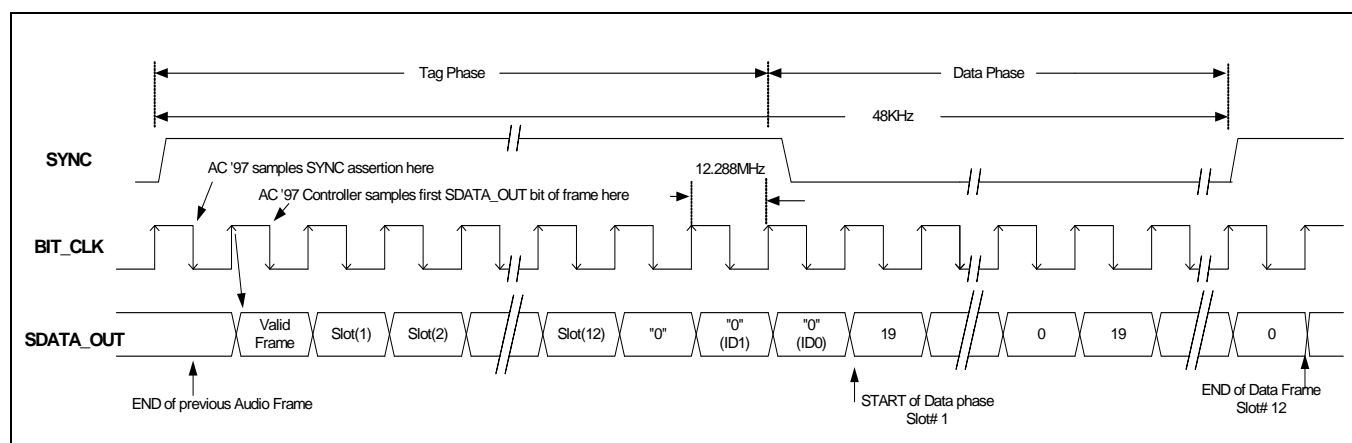 Tag Phase
Data Phase
48KHz
SYNC
AC '97 samples SYNC assertion here
12.288MHz
AC '97 Controller samples first SDATA_OUT bit of frame here
BIT_CLK
SDATA_OUT
Valid
Frame
Slot(1)
Slot(2)
Slot(12)
"0"
"0"
(ID1)
"0"
(ID0)
19
0
19
0
END of previous Audio Frame
START of Data phase
Slot# 1
END of Data Frame
Slot# 12